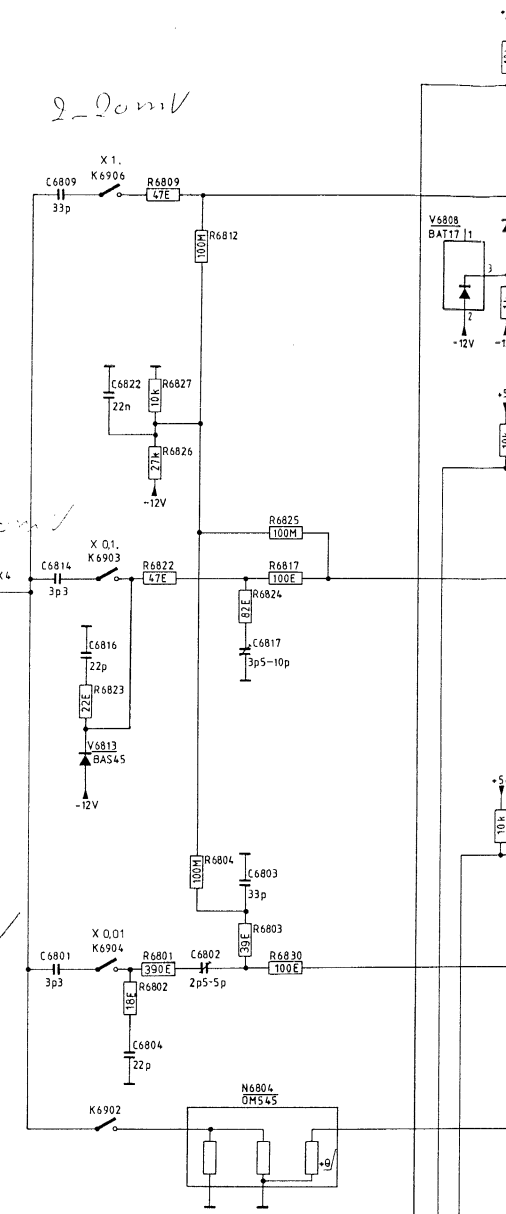 2-20mV
X 1.
K6906
C6809
33p
R6809
47E
R6812
100M
V6808
BAT17
1
3
2
-12V
C6822
22n
R6827
10k
R6826
27k
-12V
R6825
100M
X 0,1.
K6903
C6814
3p3
R6822
47E
R6817
100E
R6824
82E
X4
C6816
22p
R6823
22E
C6817
3p5-10p
V6813
BAS45
-12V
10k
R6804
100M
C6803
33p
R6803
39E
X 0,01
K6904
C6801
3p3
R6801
390E
C6802
2p5-5p
R6830
100E
R6802
18E
C6804
22p
K6902
N6804
OM545
+θ